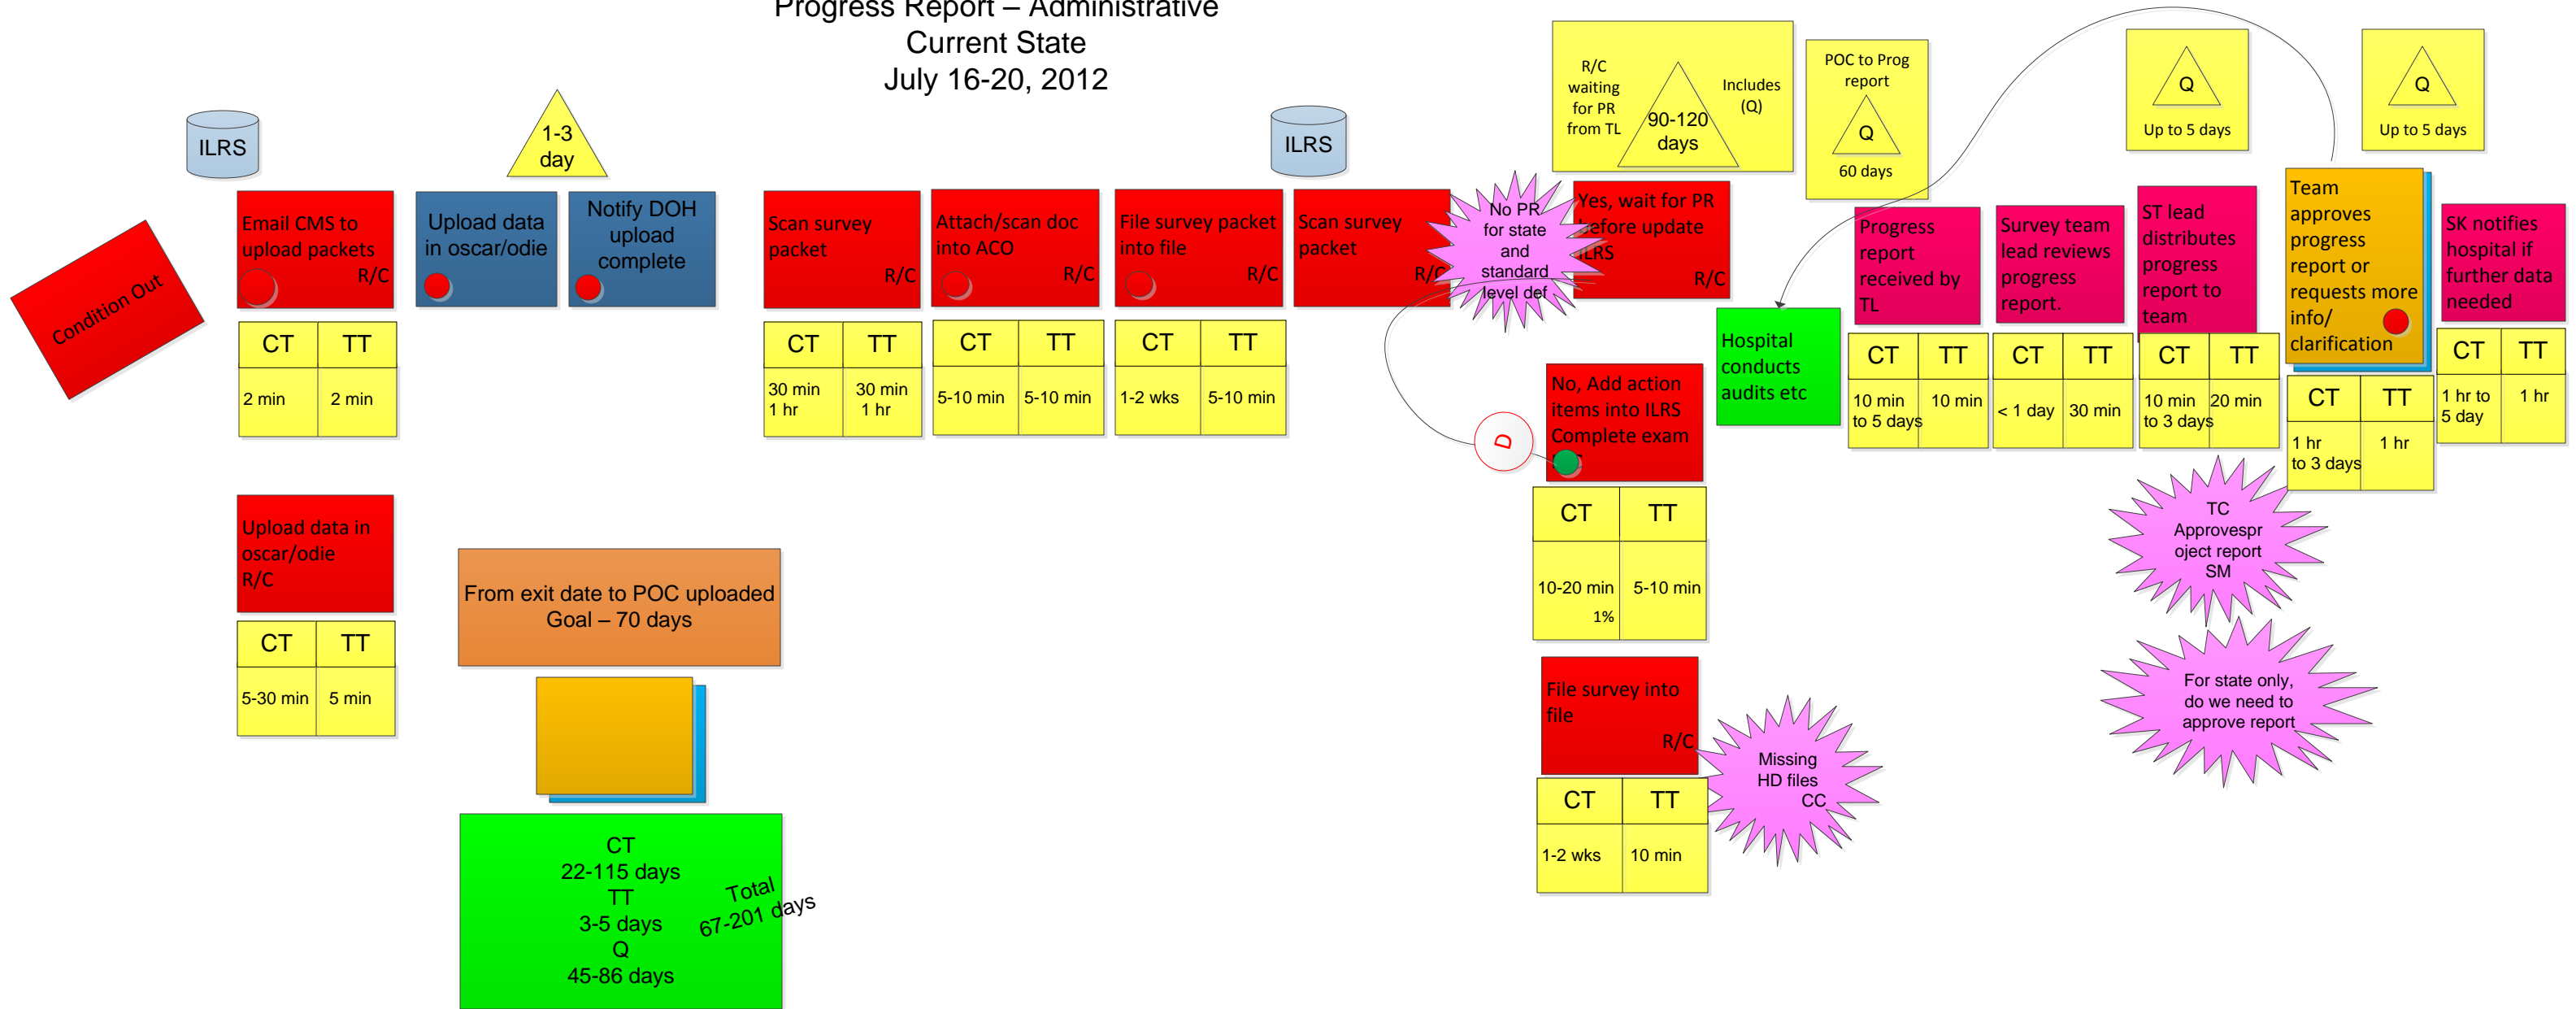 Progress Report – Administrative
Current State
July 16-20, 2012
ILRS
1-3
day
ILRS
R/C
waiting
for PR
from TL
90-120
days
Includes
(Q)
POC to Prog
report
Q
60 days
Q
Up to 5 days
Q
Up to 5 days
Condition Out
Email CMS to
upload packets
R/C
Upload data
in oscar/odie
Notify DOH
upload
complete
Scan survey
packet
R/C
Attach/scan doc
into ACO
R/C
File survey packet
into file
R/C
Scan survey
packet
R/C
No PR
for state
and
standard
level def
Yes, wait for PR
before update
ILRS
R/C
Hospital
conducts
audits etc
Progress
report
received by
TL
Survey team
lead reviews
progress
report.
ST lead
distributes
progress
report to
team
Team
approves
progress
report or
requests more
info/
clarification
SK notifies
hospital if
further data
needed
CT TT
2 min 2 min
CT TT
30 min 30 min
1 hr 1 hr
CT TT
5-10 min 5-10 min
CT TT
1-2 wks 5-10 min
CT TT
10 min 10 min
to 5 days
CT TT
< 1 day 30 min
CT TT
10 min 20 min
to 3 days
CT TT
1 hr 1 hr
to 3 days
CT TT
1 hr to 1 hr
5 day
D
No, Add action
items into ILRS
Complete exam
CT TT
10-20 min 5-10 min
1%
TC
Approvespr
oject report
SM
For state only,
do we need to
approve report
Upload data in
oscar/odie
R/C
CT TT
5-30 min 5 min
From exit date to POC uploaded
Goal – 70 days
File survey into
file
R/C
Missing
HD files
CC
CT TT
1-2 wks 10 min
CT
22-115 days
TT
3-5 days
Q
45-86 days
Total
67-201 days